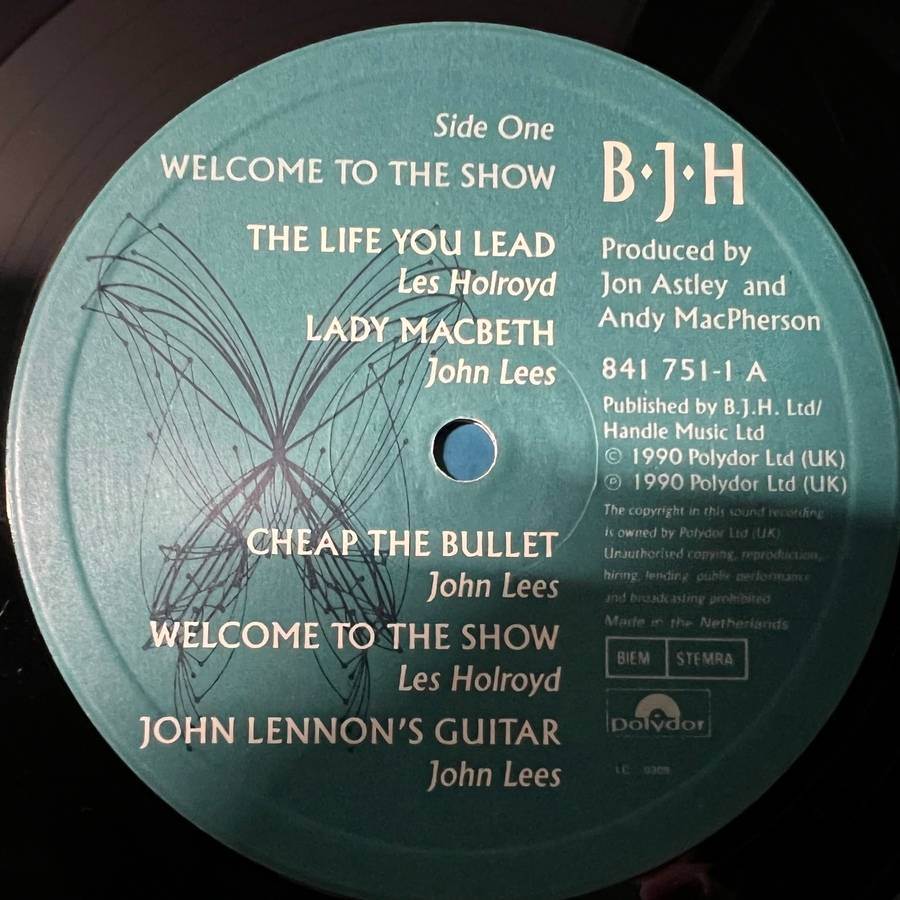 Side One
WELCOME TO THE SHOW
THE LIFE YOU LEAD
Les Holroyd
LADY MACBETH
John Lees
CHEAP THE BULLET
John Lees
WELCOME TO THE SHOW
Les Holroyd
JOHN LENNON'S GUITAR
John Lees
B·J·H
Produced by
Jon Astley and
Andy MacPherson
841 751-1 A
Published by B.J.H. Ltd/
Handle Music Ltd
© 1990 Polydor Ltd (UK)
℗ 1990 Polydor Ltd (UK)
The copyright in this sound recording
is owned by Polydor Ltd (UK)
Unauthorised copying, reproduction,
hiring, lending public performance
and broadcasting prohibited
Made in the Netherlands
BIEM STEMRA
polydor
LC 0309